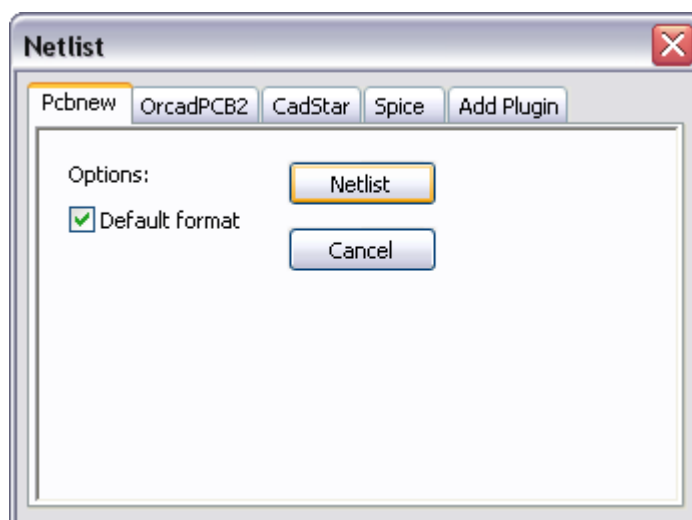 Netlist
Pcbnew OrcadPCB2 CadStar Spice Add Plugin
Options: Netlist
Default format
Cancel